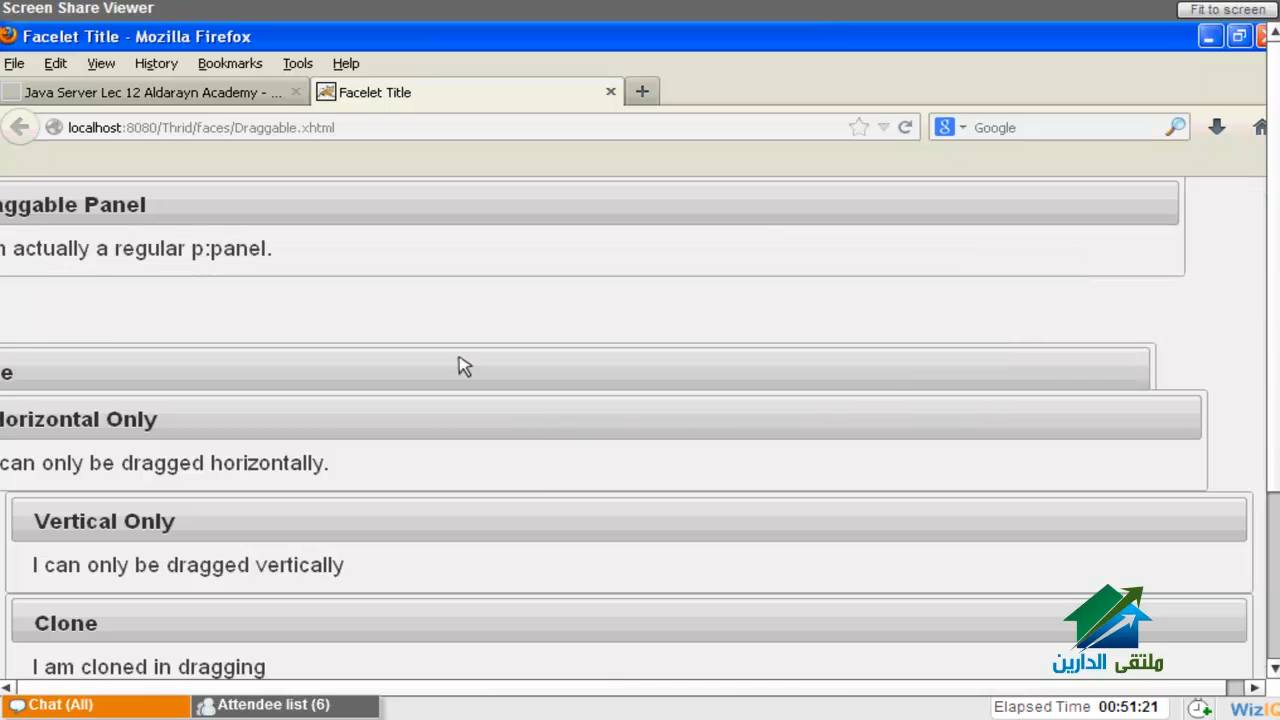 Screen Share Viewer
Fit to screen
Facelet Title - Mozilla Firefox
File Edit View History Bookmarks Tools Help
Java Server Lec 12 Aldarayn Academy - ...
Facelet Title
localhost:8080/Thrid/faces/Draggable.xhtml
Google
aggable Panel
actually a regular p:panel.
e
Horizontal Only
can only be dragged horizontally.
Vertical Only
I can only be dragged vertically
Clone
I am cloned in dragging
ملتقى الدارين
Chat (All)
Attendee list (6)
Elapsed Time 00:51:21
WizIQ